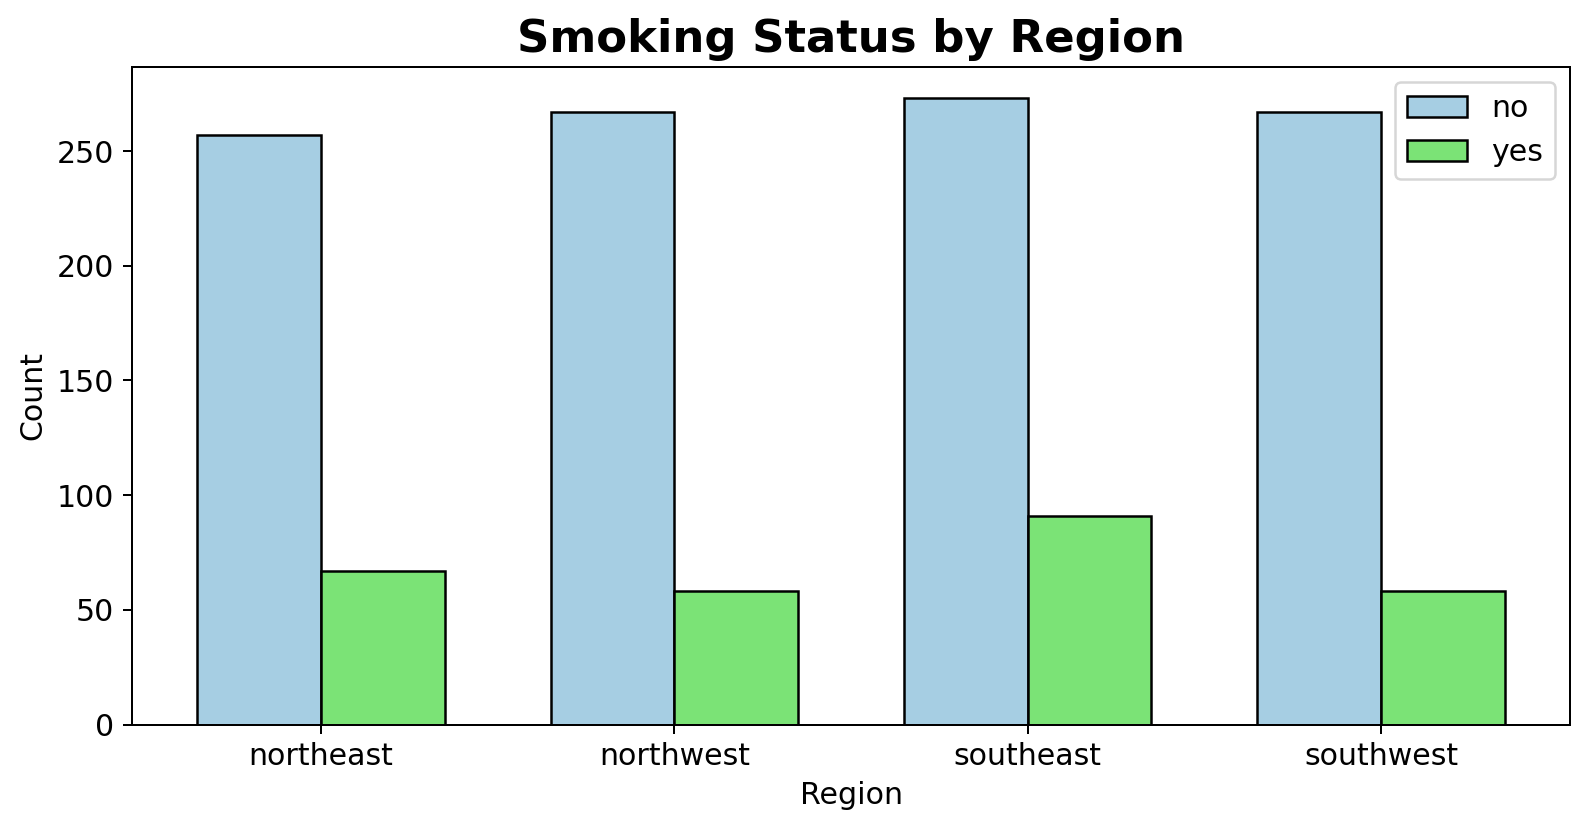 Smoking Status by Region
no
yes
250
200
150
100
50
0
Count
northeast northwest southeast southwest
Region